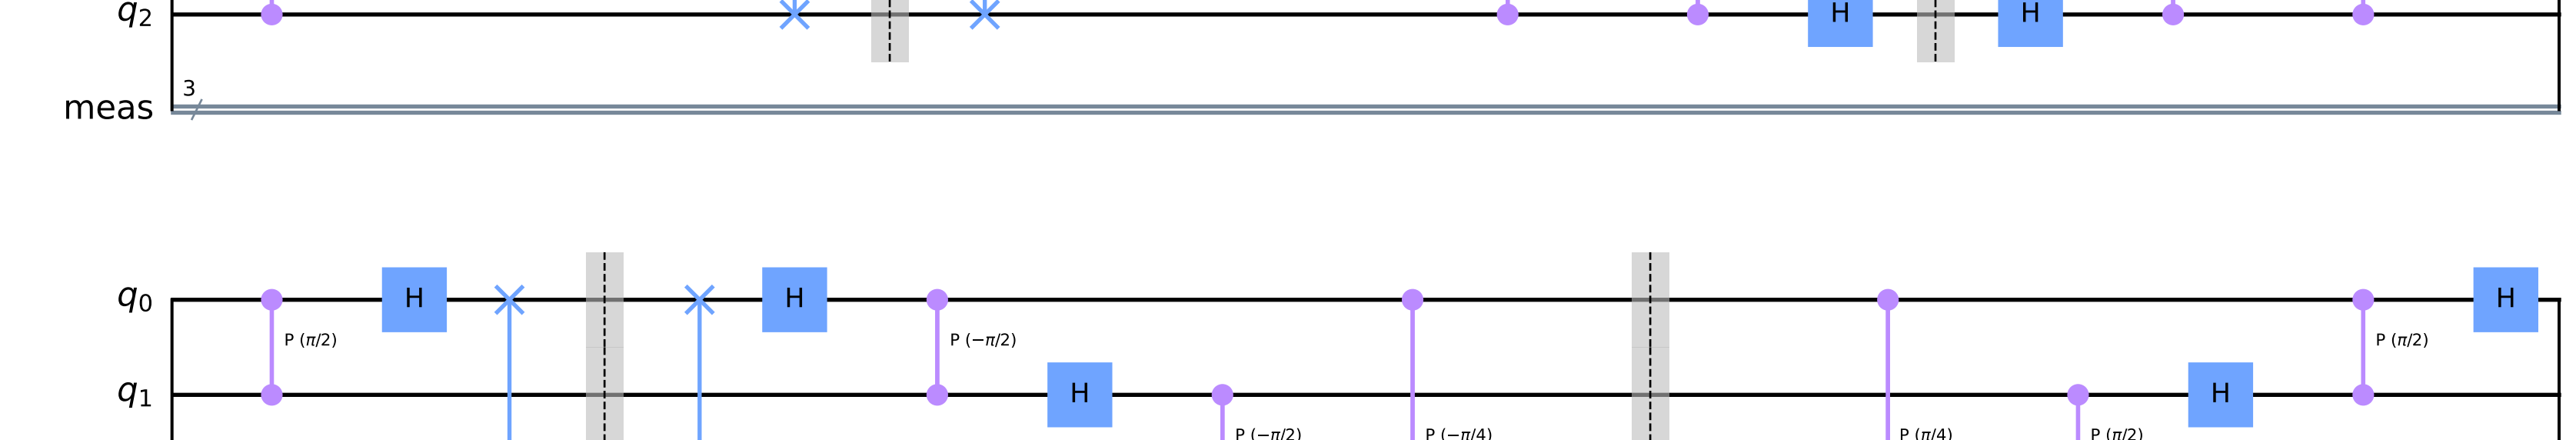 q2 H H
3
meas
q0 H H H
P (π/2) P (−π/2) P (π/2)
q1 H H
P (−π/2) P (−π/4) P (π/4) P (π/2)